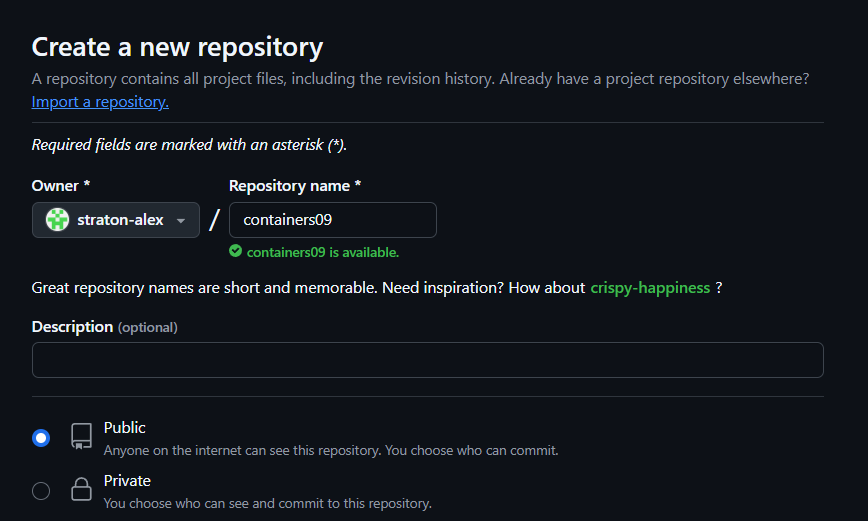 Create a new repository
A repository contains all project files, including the revision history. Already have a project repository elsewhere?
Import a repository.
Required fields are marked with an asterisk (*).
Owner * Repository name *
straton-alex / containers09
containers09 is available.
Great repository names are short and memorable. Need inspiration? How about crispy-happiness ?
Description (optional)
Public
Anyone on the internet can see this repository. You choose who can commit.
Private
You choose who can see and commit to this repository.